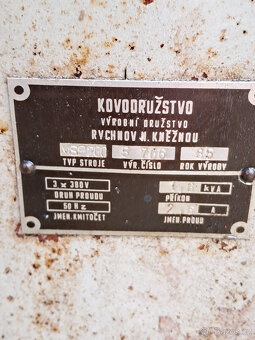 KOVODRUŽSTVO
VÝROBNÍ DRUŽSTVO
RYCHNOV N. KNĚŽNOU
85
TYP STROJE VÝR. ČÍSLO ROK VÝROBY
3 x 380V kVA
DRUH PROUDU PŘÍKON
50 Hz A
JMEN. KMITOČET JMEN. PROUD